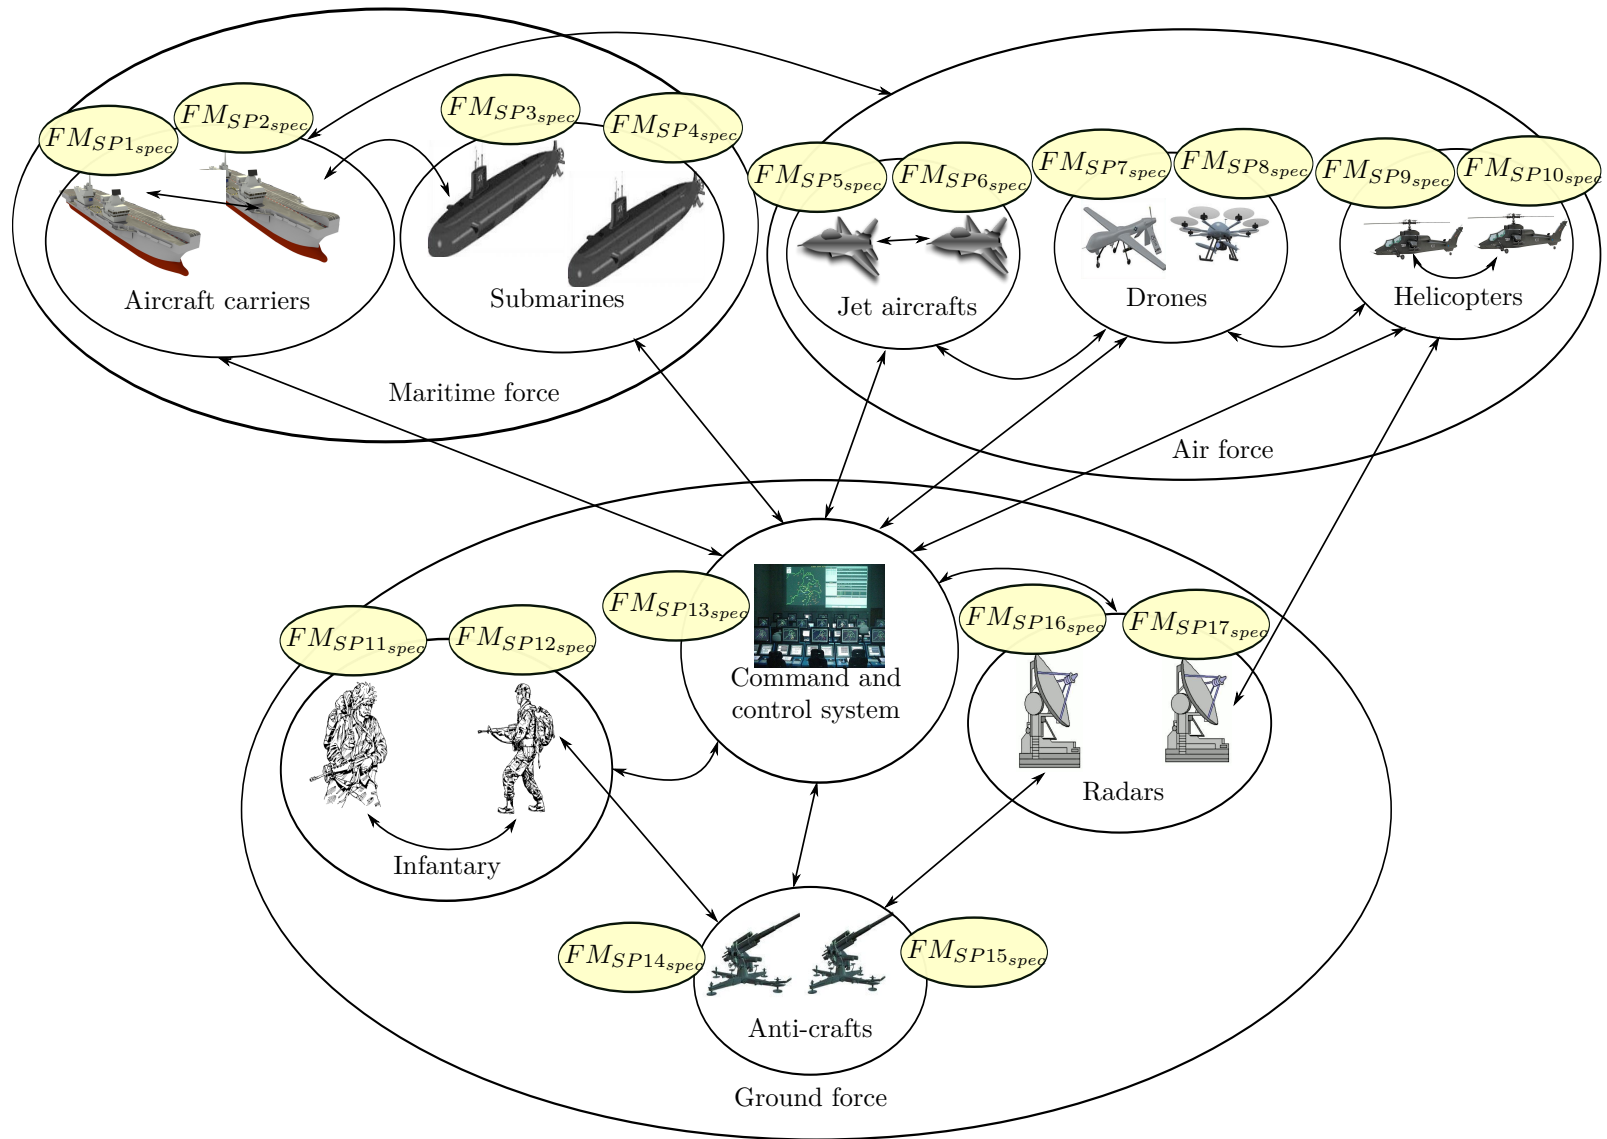 FM_SP1_spec
FM_SP2_spec
FM_SP3_spec
FM_SP4_spec
FM_SP5_spec
FM_SP6_spec
FM_SP7_spec
FM_SP8_spec
FM_SP9_spec
FM_SP10_spec
Aircraft carriers
Submarines
Jet aircrafts
Drones
Helicopters
Maritime force
Air force
FM_SP11_spec
FM_SP12_spec
FM_SP13_spec
FM_SP16_spec
FM_SP17_spec
Command and
control system
Radars
Infantary
FM_SP14_spec
FM_SP15_spec
Anti-crafts
Ground force